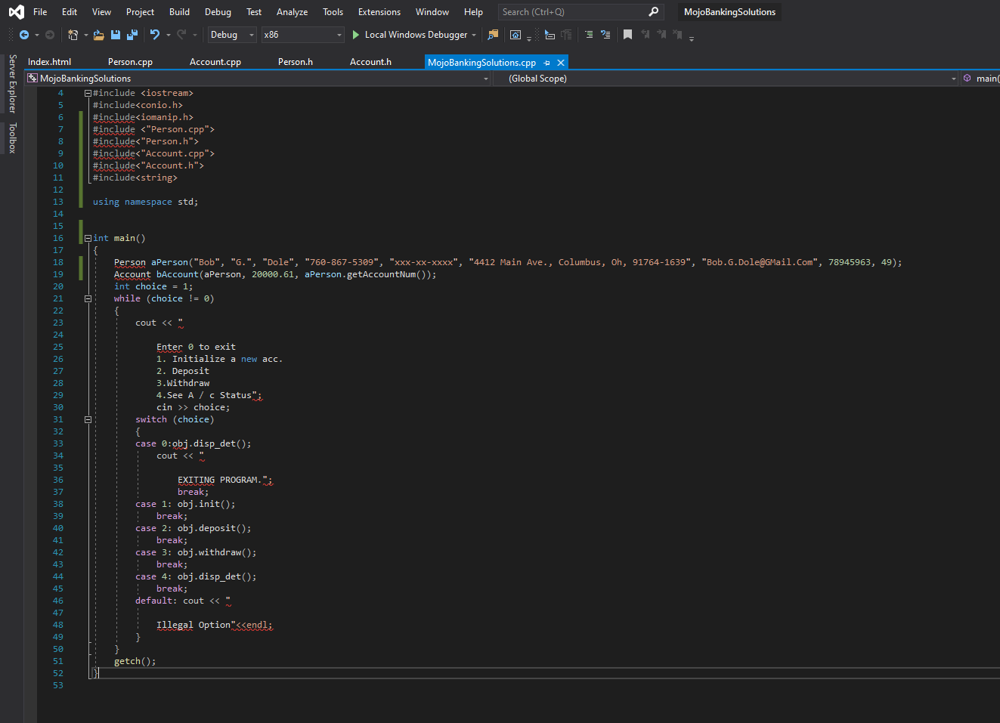 File Edit View Project Build Debug Test Analyze Tools Extensions Window Help Search (Ctrl+Q) MojoBankingSolutions
Debug x86 Local Windows Debugger
Server Explorer
Toolbox
Index.html Person.cpp Account.cpp Person.h Account.h MojoBankingSolutions.cpp
MojoBankingSolutions (Global Scope) main(
4 #include <iostream>
5 #include<conio.h>
6 #include<iomanip.h>
7 #include <"Person.cpp">
8 #include<"Person.h">
9 #include<"Account.cpp">
10 #include<"Account.h">
11 #include<string>
12
13 using namespace std;
14
15
16 int main()
17 {
18 Person aPerson("Bob", "G.", "Dole", "760-867-5309", "xxx-xx-xxxx", "4412 Main Ave., Columbus, Oh, 91764-1639", "Bob.G.Dole@GMail.Com", 78945963, 49);
19 Account bAccount(aPerson, 20000.61, aPerson.getAccountNum());
20 int choice = 1;
21 while (choice != 0)
22 {
23 cout << "
24
25 Enter 0 to exit
26 1. Initialize a new acc.
27 2. Deposit
28 3.Withdraw
29 4.See A / c Status";
30 cin >> choice;
31 switch (choice)
32 {
33 case 0:obj.disp_det();
34 cout << "
35
36 EXITING PROGRAM.";
37 break;
38 case 1: obj.init();
39 break;
40 case 2: obj.deposit();
41 break;
42 case 3: obj.withdraw();
43 break;
44 case 4: obj.disp_det();
45 break;
46 default: cout << "
47
48 Illegal Option"<<endl;
49 }
50 }
51 getch();
52 }
53